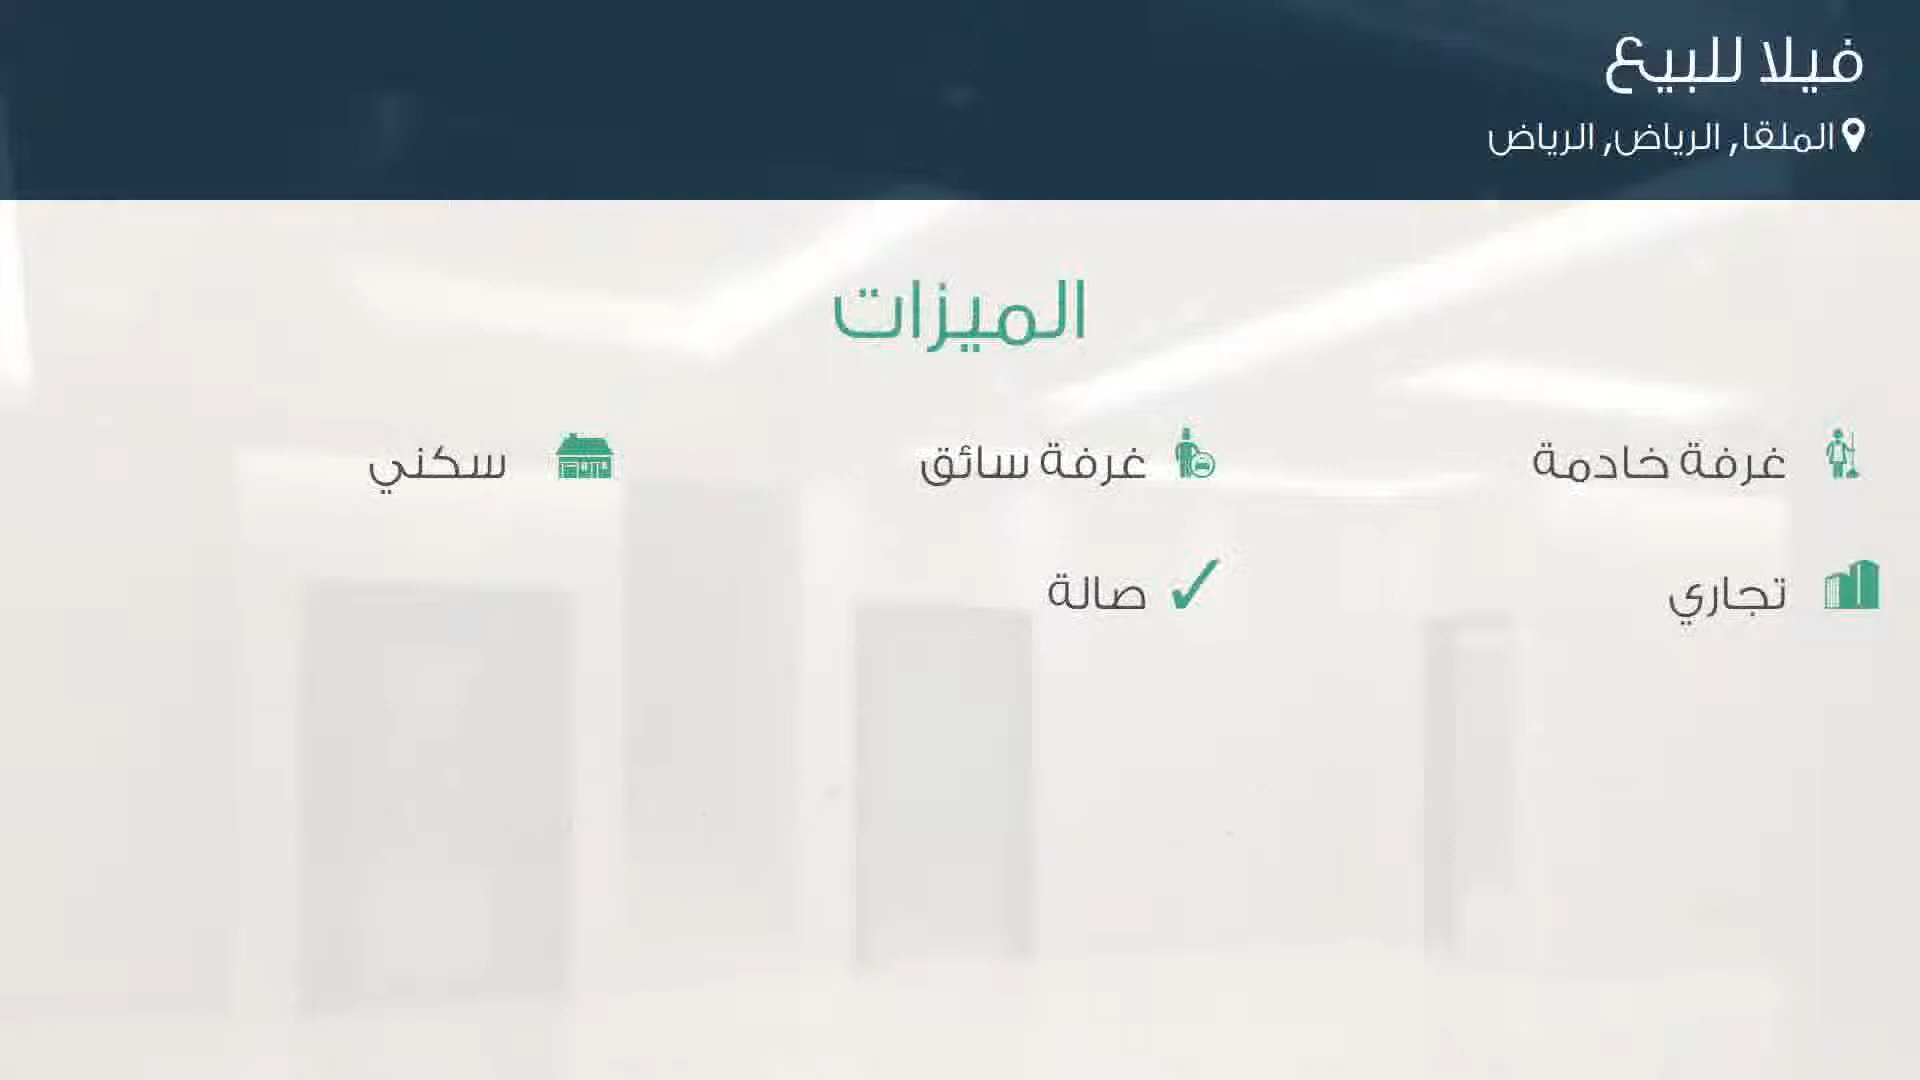 فيلا للبيع
الملقا, الرياض, الرياض
الميزات
غرفة خادمة
غرفة سائق
سكني
تجاري
صالة